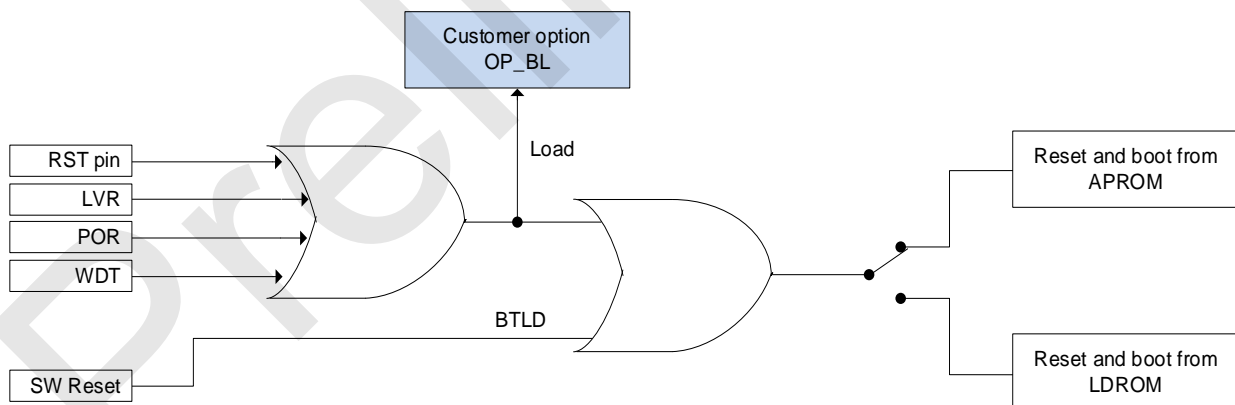 Customer option
OP_BL
Load
RST pin
LVR
POR
WDT
BTLD
SW Reset
Reset and boot from
APROM
Reset and boot from
LDROM